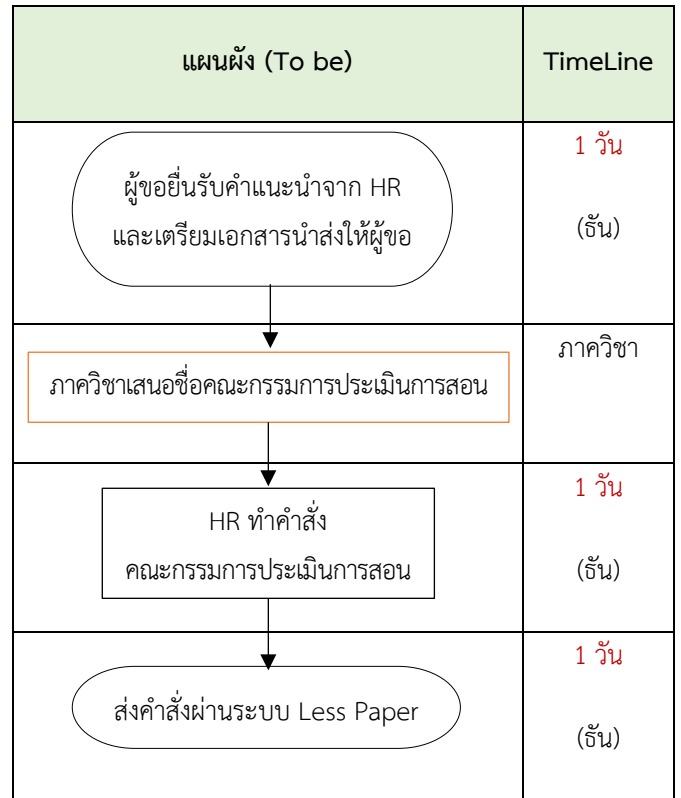 แผนผัง (To be)
TimeLine
ผู้ขอยื่นรับคำแนะนำจาก HR
และเตรียมเอกสารนำส่งให้ผู้ขอ
1 วัน
(ธัน)
ภาควิชาเสนอชื่อคณะกรรมการประเมินการสอน
ภาควิชา
HR ทำคำสั่ง
คณะกรรมการประเมินการสอน
1 วัน
(ธัน)
ส่งคำสั่งผ่านระบบ Less Paper
1 วัน
(ธัน)